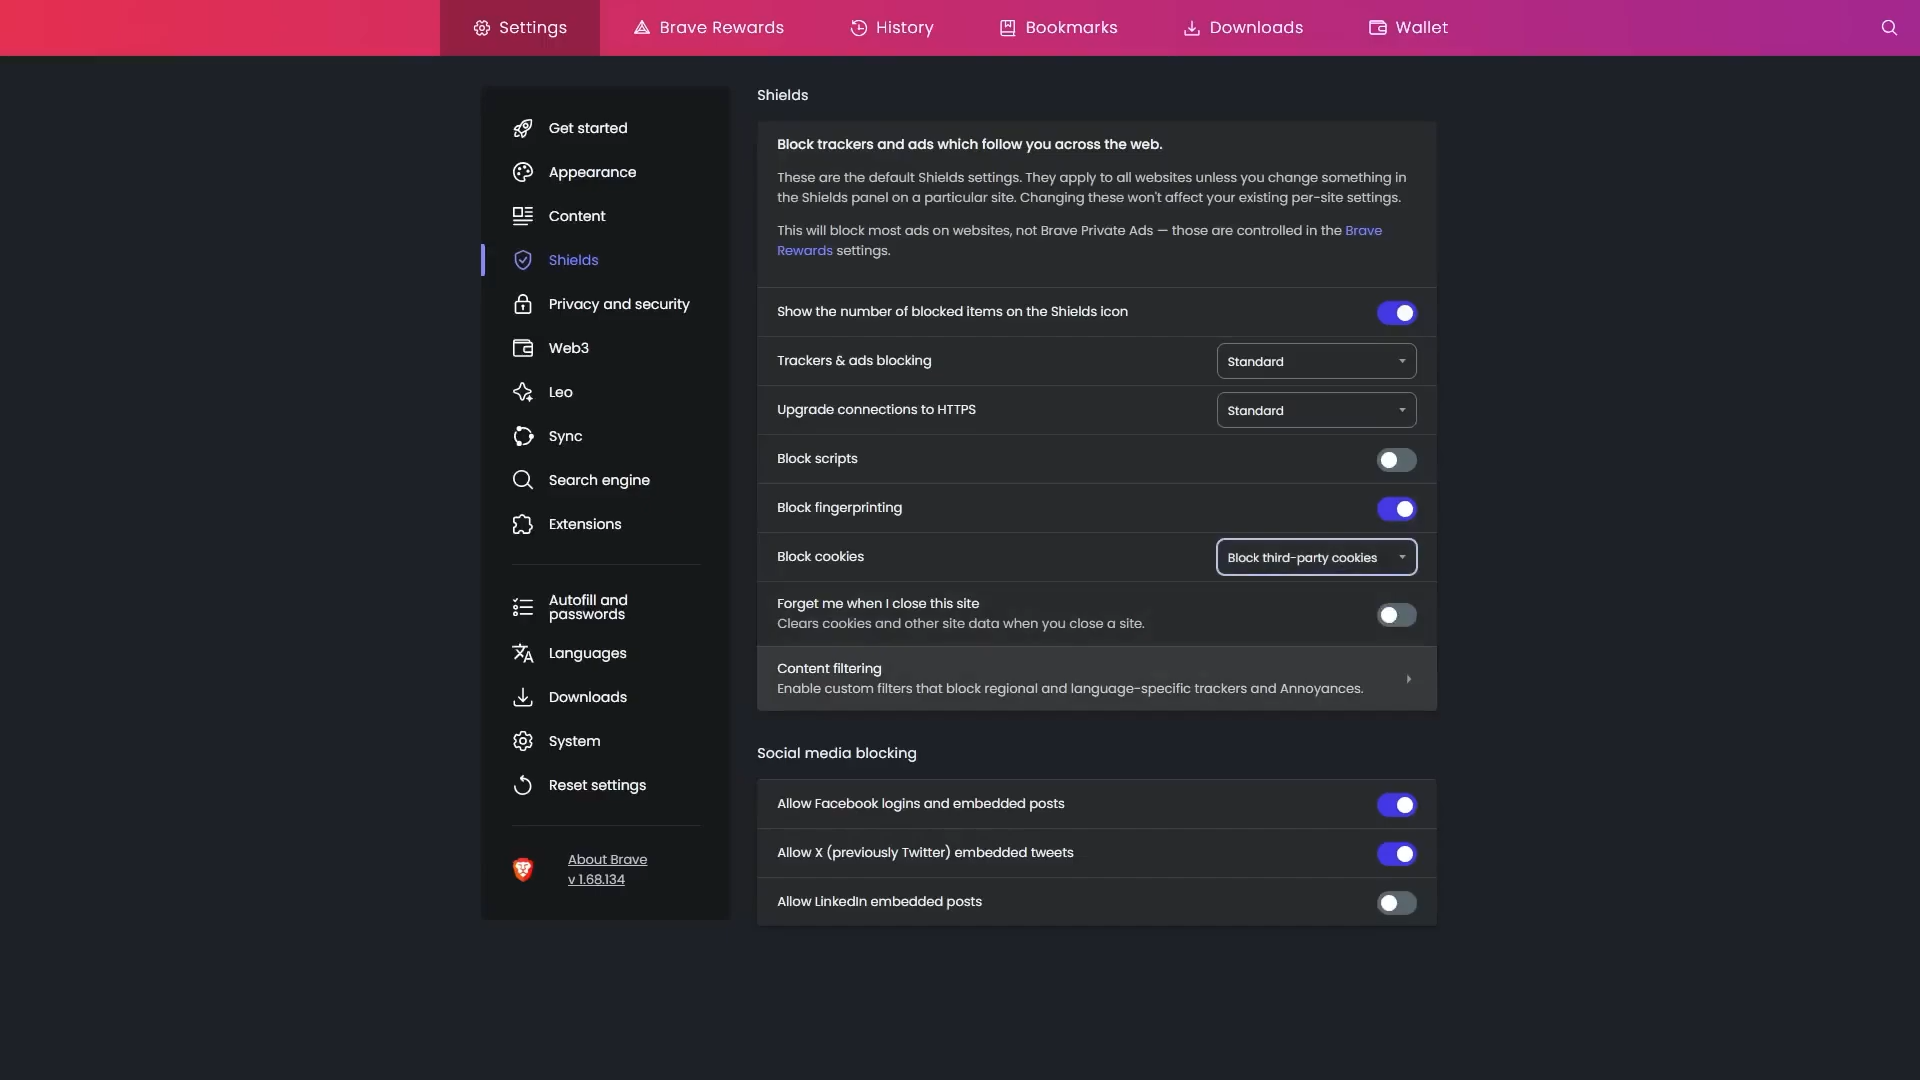 Settings
Brave Rewards
History
Bookmarks
Downloads
Wallet
Get started
Appearance
Content
Shields
Privacy and security
Web3
Leo
Sync
Search engine
Extensions
Autofill and
passwords
Languages
Downloads
System
Reset settings
About Brave
v 1.68.134
Shields
Block trackers and ads which follow you across the web.
These are the default Shields settings. They apply to all websites unless you change something in
the Shields panel on a particular site. Changing these won't affect your existing per-site settings.
This will block most ads on websites, not Brave Private Ads — those are controlled in the Brave
Rewards settings.
Show the number of blocked items on the Shields icon
Trackers & ads blocking
Standard
Upgrade connections to HTTPS
Standard
Block scripts
Block fingerprinting
Block cookies
Block third-party cookies
Forget me when I close this site
Clears cookies and other site data when you close a site.
Content filtering
Enable custom filters that block regional and language-specific trackers and Annoyances.
Social media blocking
Allow Facebook logins and embedded posts
Allow X (previously Twitter) embedded tweets
Allow LinkedIn embedded posts